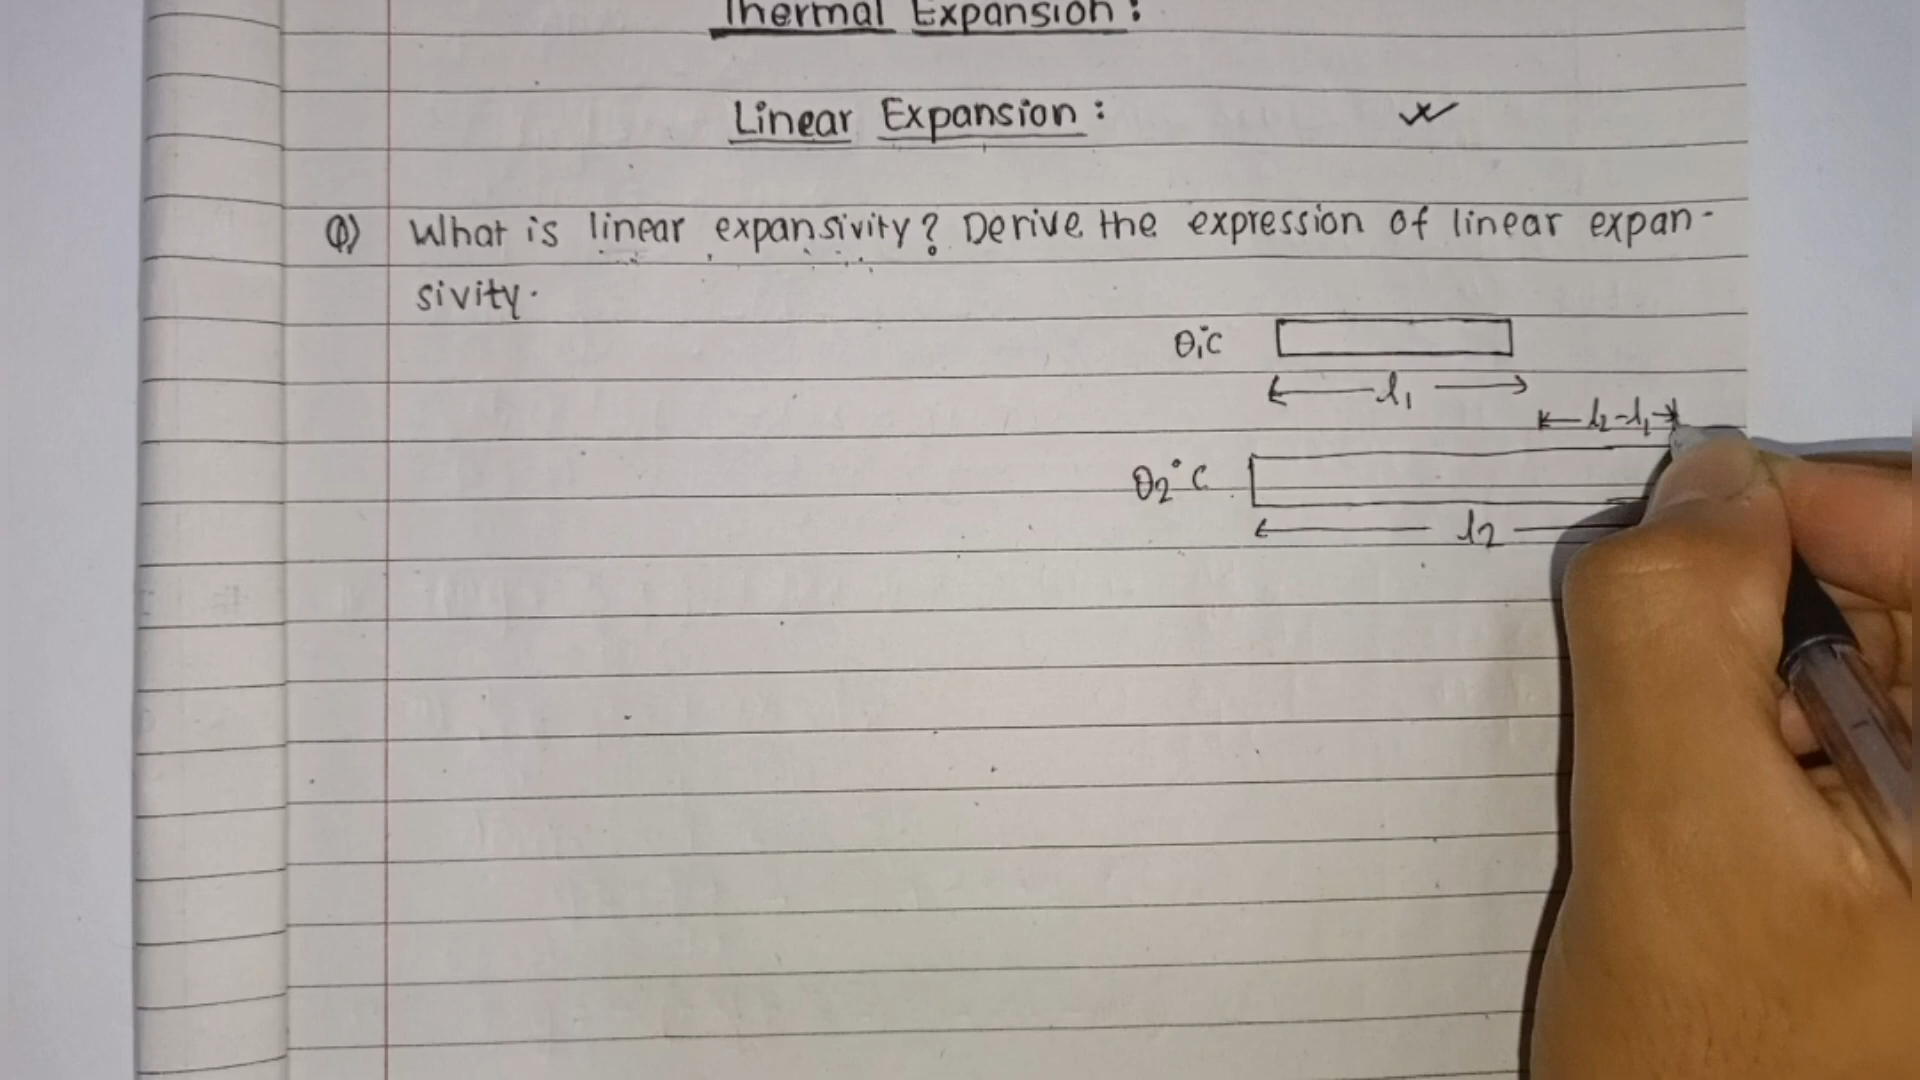 Thermal Expansion:
Linear Expansion:
Q) What is linear expansivity? Derive the expression of linear expan-
sivity.
θ₁°C
l₁
l₂-l₁
θ₂°C
l₂